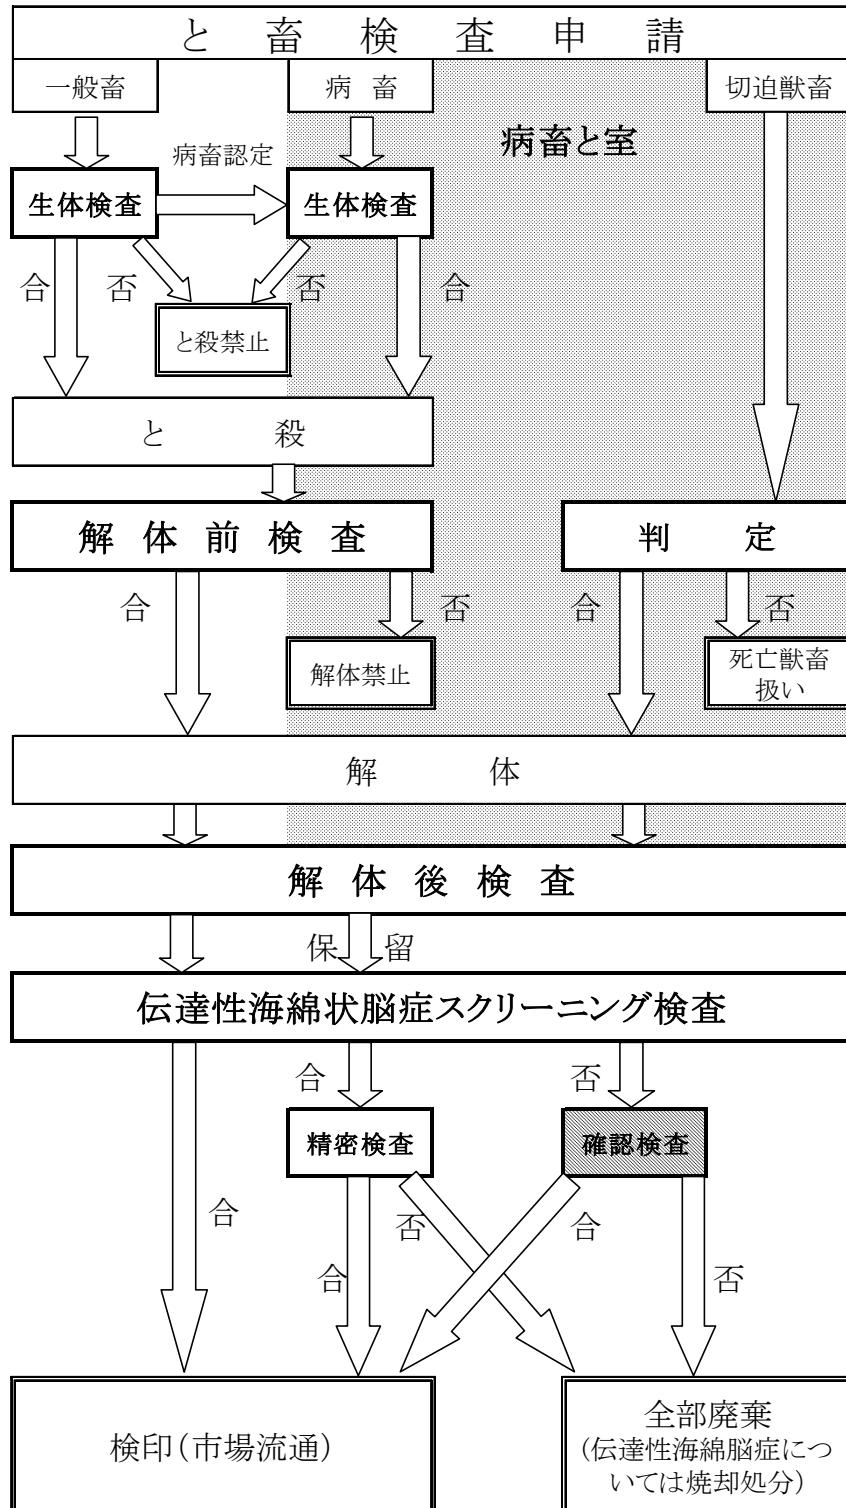 と畜検査申請
一般畜
病畜
切迫獣畜
病畜と室
病畜認定
生体検査
生体検査
合
否
否
合
と殺禁止
と殺
解体前検査
判定
合
否
合
否
解体禁止
死亡獣畜
扱い
解体
解体後検査
保留
伝達性海綿状脳症スクリーニング検査
合
否
精密検査
確認検査
合
否
合
合
否
検印（市場流通）
全部廃棄
（伝達性海綿脳症につ
いては焼却処分）